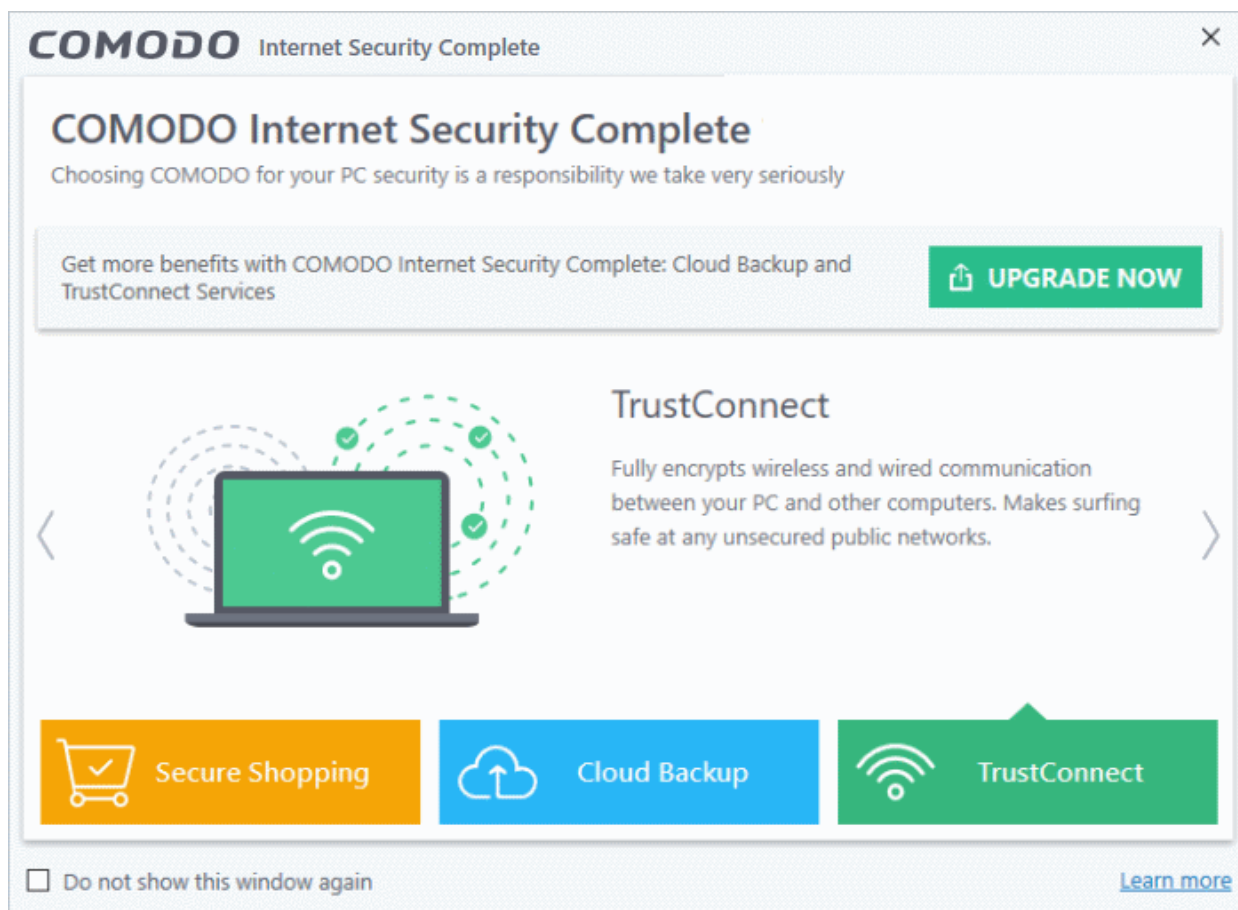 COMODO Internet Security Complete
COMODO Internet Security Complete
Choosing COMODO for your PC security is a responsibility we take very seriously
Get more benefits with COMODO Internet Security Complete: Cloud Backup and
TrustConnect Services
UPGRADE NOW
TrustConnect
Fully encrypts wireless and wired communication
between your PC and other computers. Makes surfing
safe at any unsecured public networks.
Secure Shopping
Cloud Backup
TrustConnect
Do not show this window again
Learn more